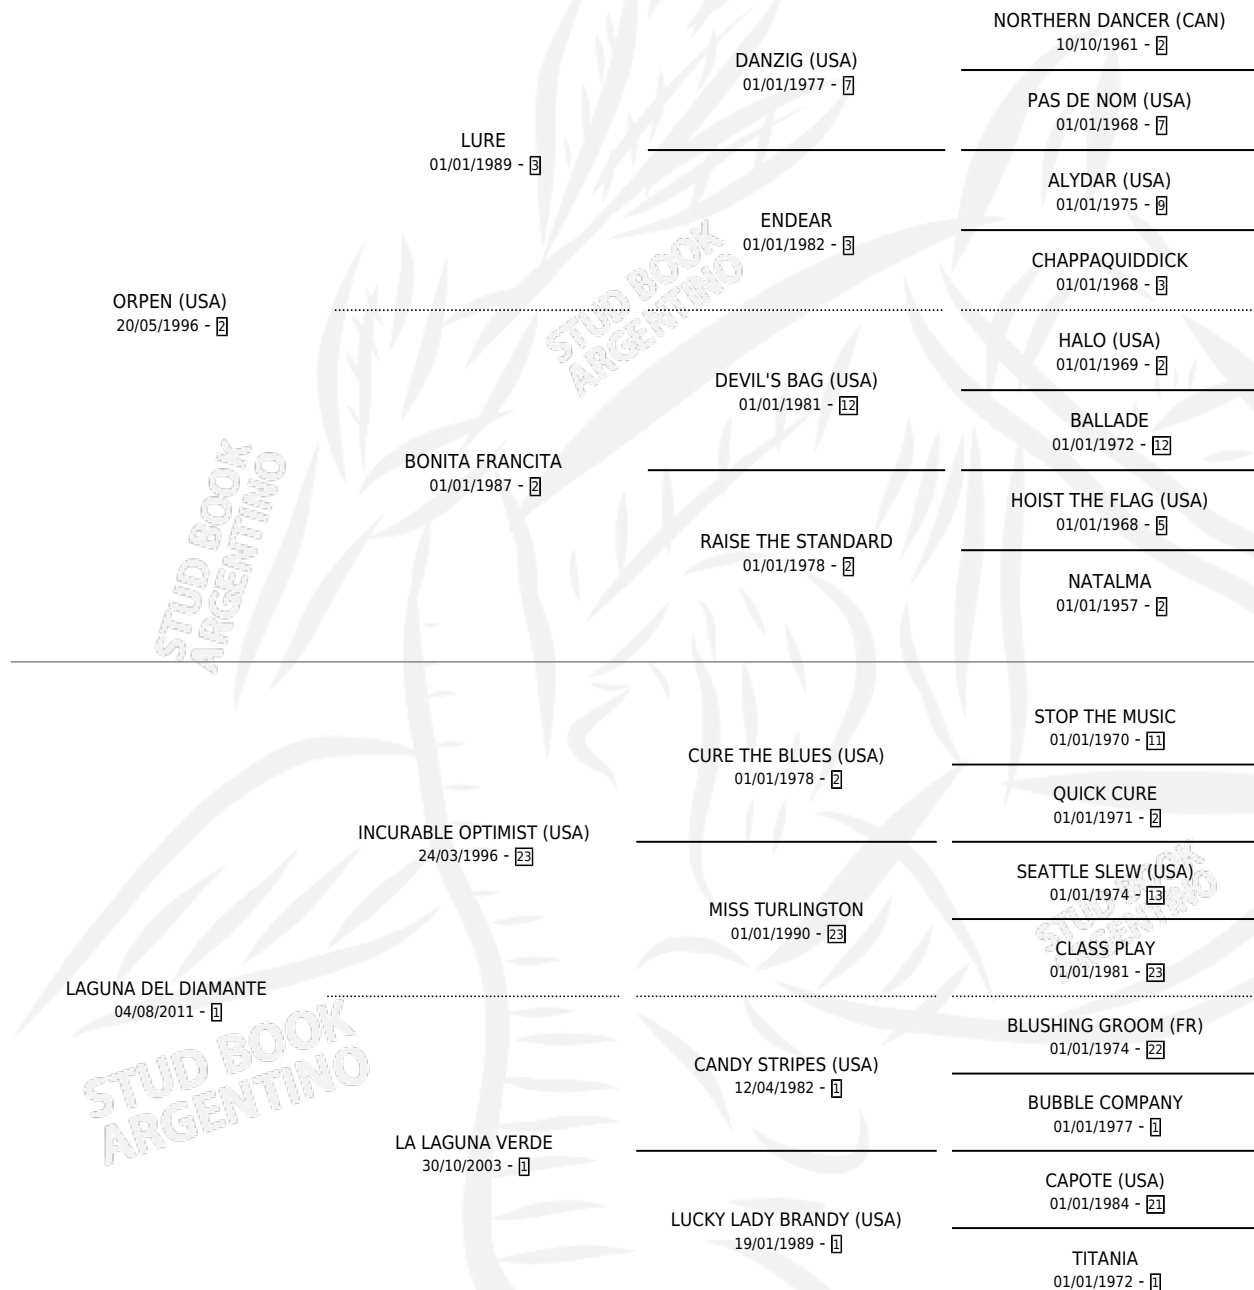 NORTHERN DANCER (CAN)
10/10/1961 - 2
DANZIG (USA)
01/01/1977 - 7
PAS DE NOM (USA)
01/01/1968 - 7
LURE
01/01/1989 - 3
ALYDAR (USA)
01/01/1975 - 9
ENDEAR
01/01/1982 - 3
CHAPPAQUIDDICK
01/01/1968 - 3
ORPEN (USA)
20/05/1996 - 2
STUD BOOK
ARGENTINO
HALO (USA)
01/01/1969 - 2
DEVIL'S BAG (USA)
01/01/1981 - 12
BALLADE
01/01/1972 - 12
BONITA FRANCITA
01/01/1987 - 2
HOIST THE FLAG (USA)
01/01/1968 - 5
RAISE THE STANDARD
01/01/1978 - 2
NATALMA
01/01/1957 - 2
STUD BOOK
ARGENTINO
STOP THE MUSIC
01/01/1970 - 11
CURE THE BLUES (USA)
01/01/1978 - 2
QUICK CURE
01/01/1971 - 2
INCURABLE OPTIMIST (USA)
24/03/1996 - 23
SEATTLE SLEW (USA)
01/01/1974 - 13
MISS TURLINGTON
01/01/1990 - 23
STUD BOOK
ARGENTINO
CLASS PLAY
01/01/1981 - 23
LAGUNA DEL DIAMANTE
04/08/2011 - 1
STUD BOOK
ARGENTINO
BLUSHING GROOM (FR)
01/01/1974 - 22
CANDY STRIPES (USA)
12/04/1982 - 1
BUBBLE COMPANY
01/01/1977 - 1
LA LAGUNA VERDE
30/10/2003 - 1
CAPOTE (USA)
01/01/1984 - 21
LUCKY LADY BRANDY (USA)
19/01/1989 - 1
TITANIA
01/01/1972 - 1